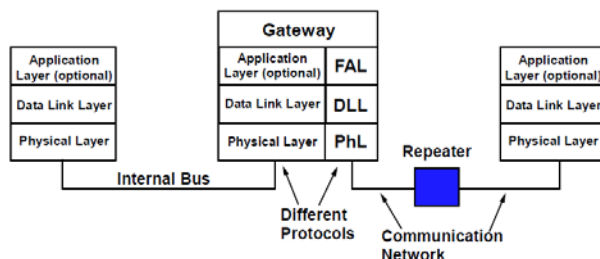 Gateway
Application
Layer (optional)
Data Link Layer
Physical Layer
Application
Layer (optional)
FAL
Data Link Layer
DLL
Physical Layer
PhL
Application
Layer (optional)
Data Link Layer
Physical Layer
Repeater
Internal Bus
Different
Protocols
Communication
Network